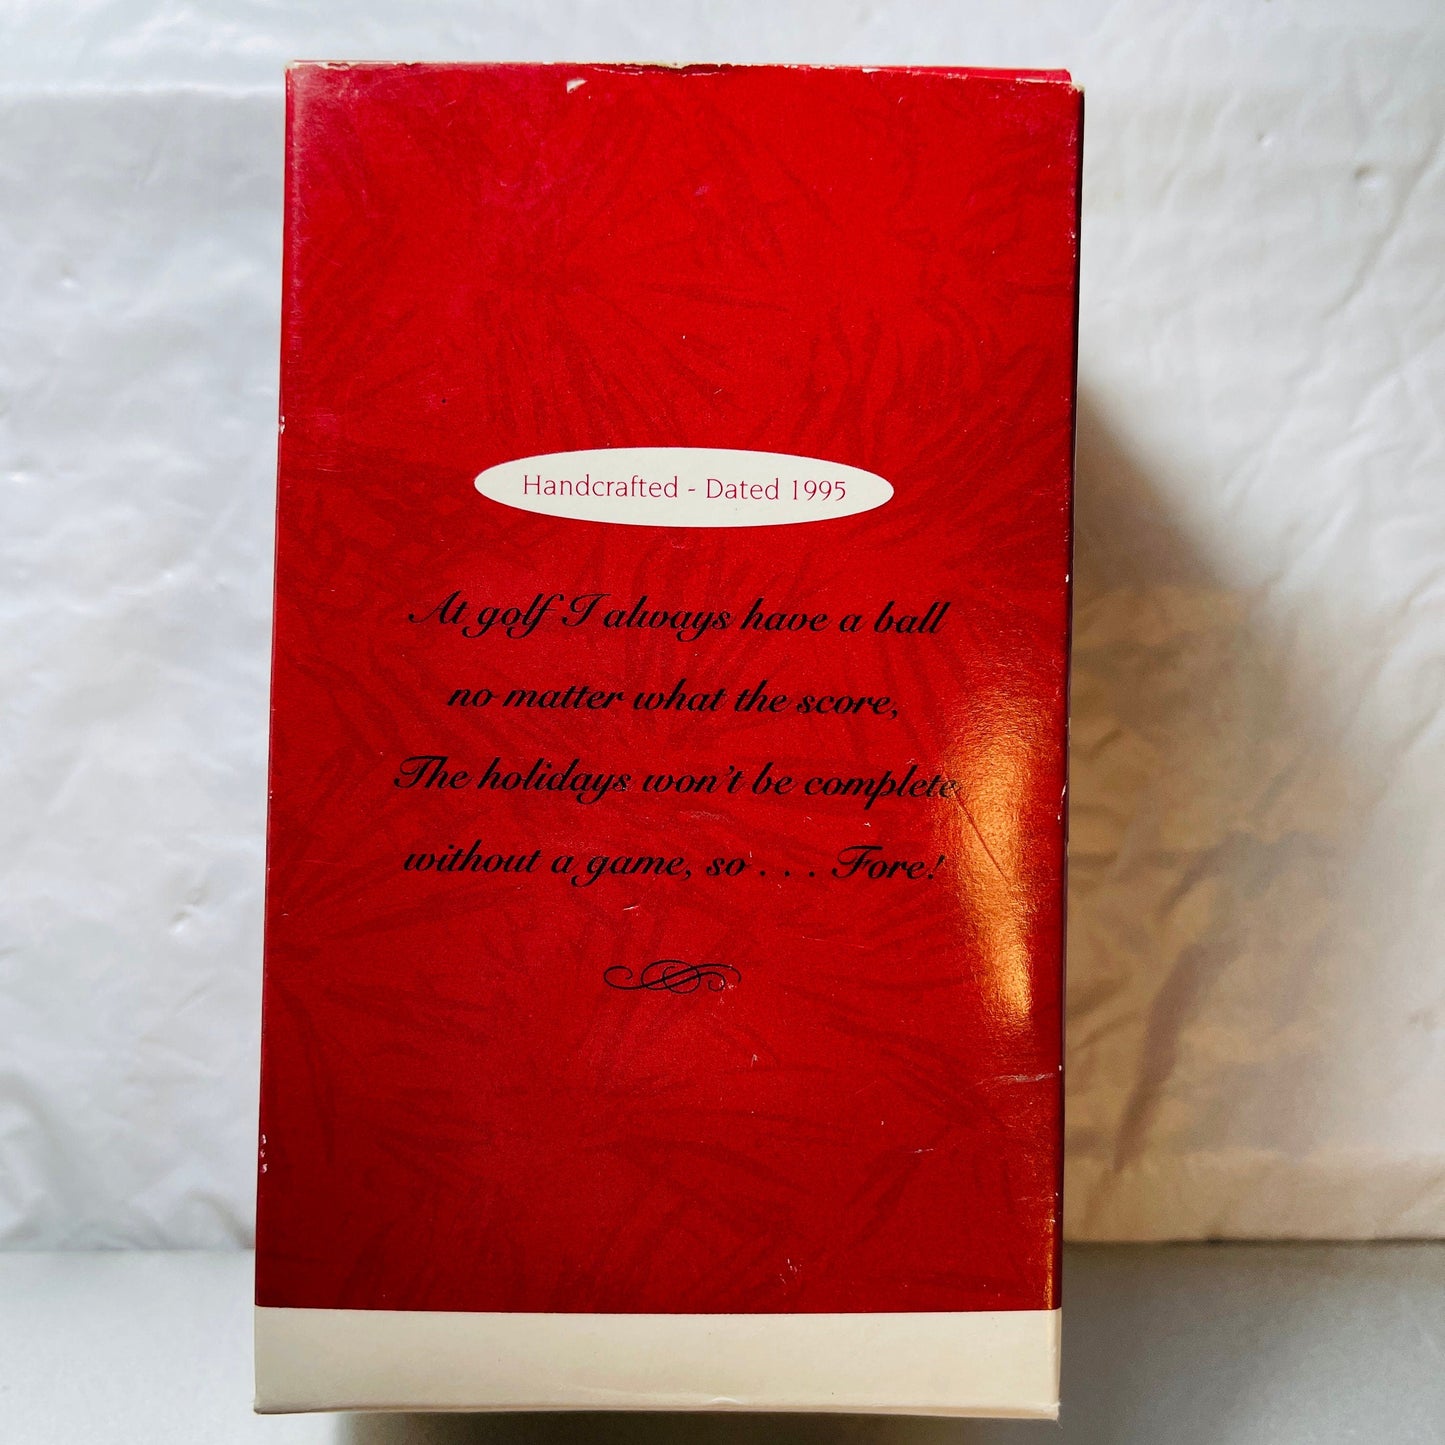 Handcrafted - Dated 1995
At golf I always have a ball
no matter what the score,
The holidays won't be complete
without a game, so . . . Fore!